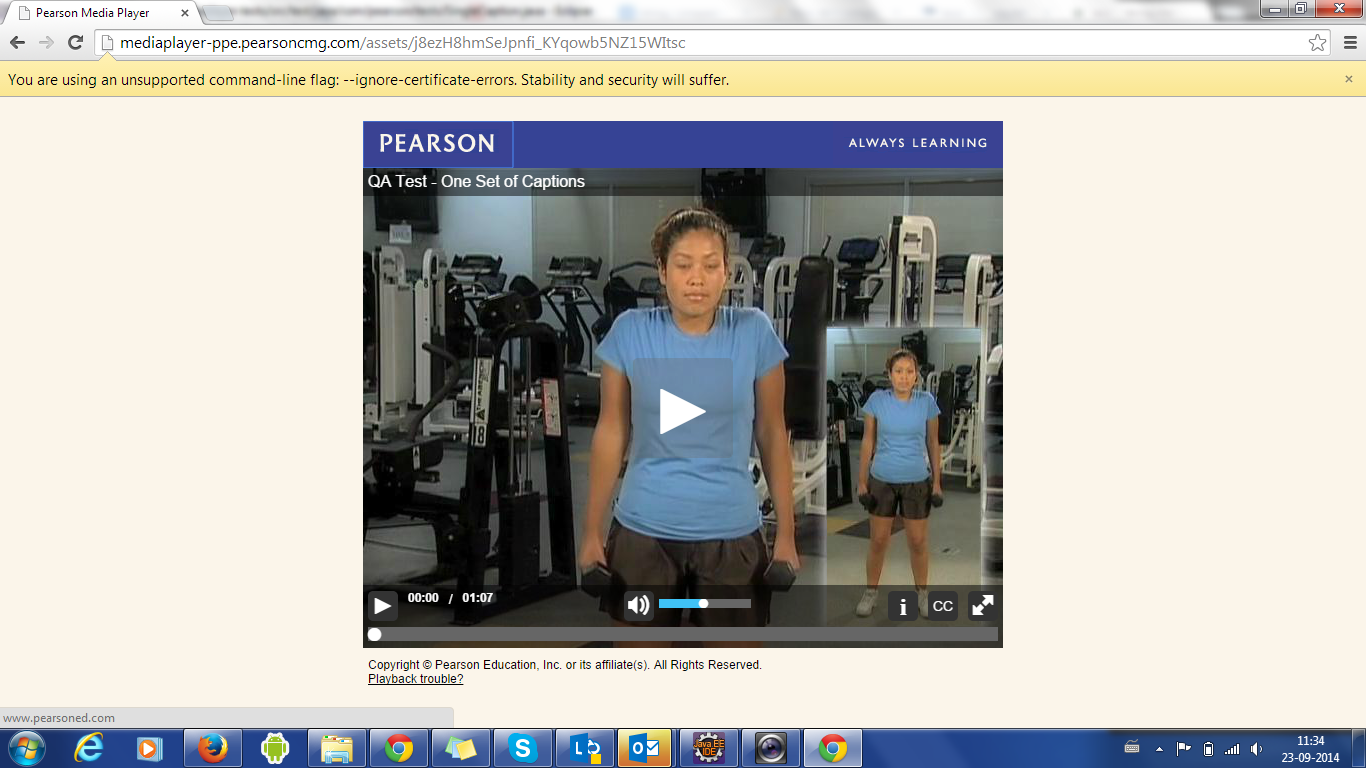 Pearson Media Player
mediaplayer-ppe.pearsoncmg.com/assets/j8ezH8hmSeJpnfi_KYqowb5NZ15WItsc
You are using an unsupported command-line flag: --ignore-certificate-errors. Stability and security will suffer.
PEARSON
ALWAYS LEARNING
QA Test - One Set of Captions
18
00:00 / 01:07
i
CC
Copyright © Pearson Education, Inc. or its affiliate(s). All Rights Reserved.
Playback trouble?
www.pearsoned.com
Java EE
IDE
11:34
23-09-2014